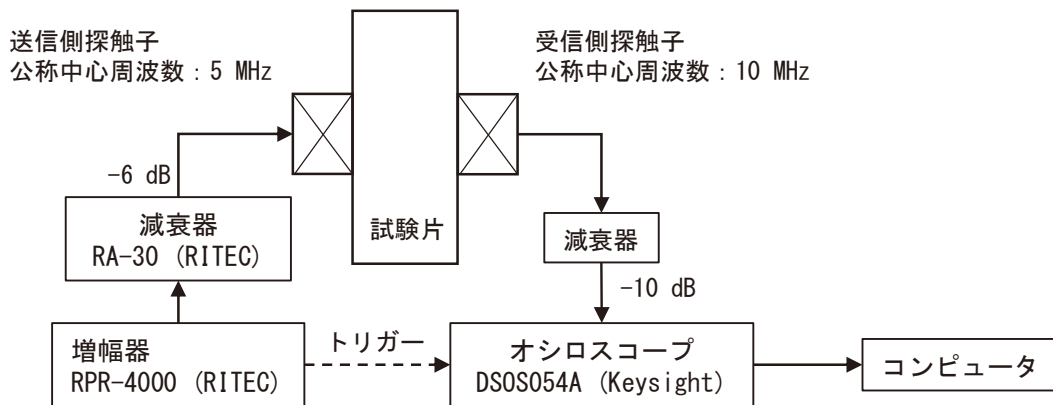 送信側探触子
公称中心周波数：5 MHz
受信側探触子
公称中心周波数：10 MHz
-6 dB
減衰器
RA-30 (RITEC)
試験片
減衰器
-10 dB
増幅器
RPR-4000 (RITEC)
トリガー
オシロスコープ
DSOS054A (Keysight)
コンピュータ